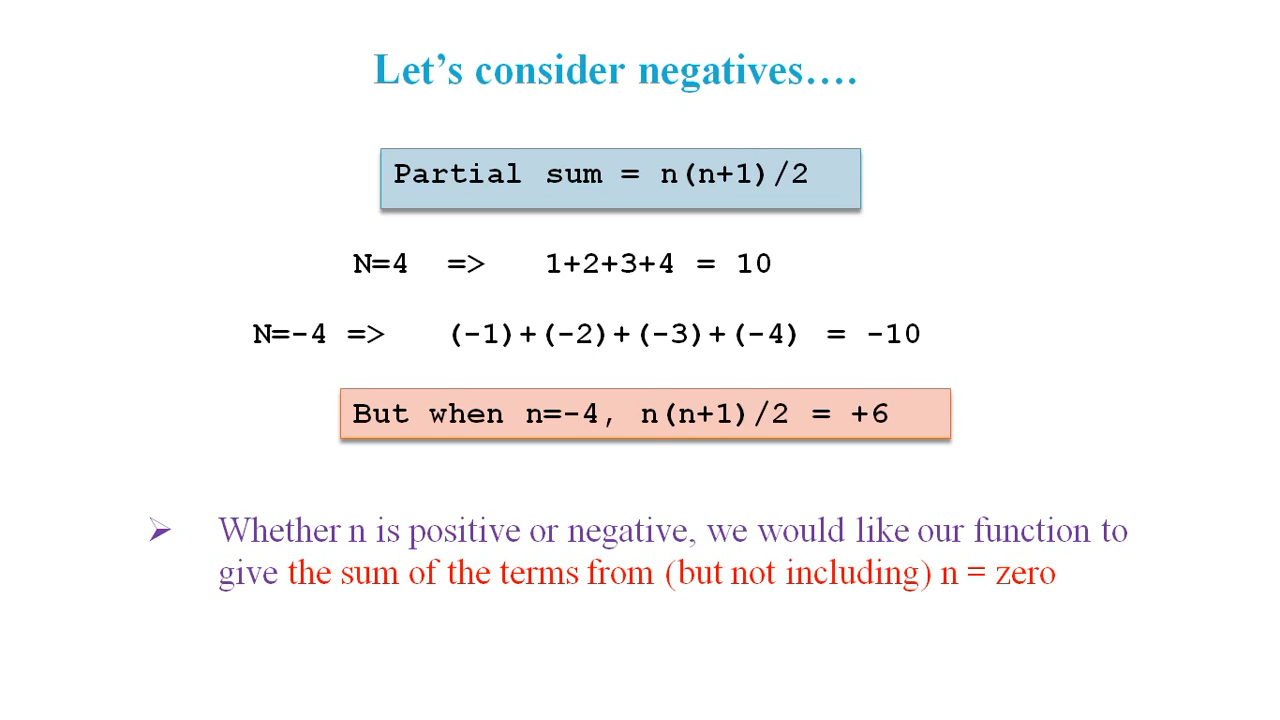 Let's consider negatives....
Partial sum = n(n+1)/2
N=4 => 1+2+3+4 = 10
N=-4 => (-1)+(-2)+(-3)+(-4) = -10
But when n=-4, n(n+1)/2 = +6
➢ Whether n is positive or negative, we would like our function to
give the sum of the terms from (but not including) n = zero